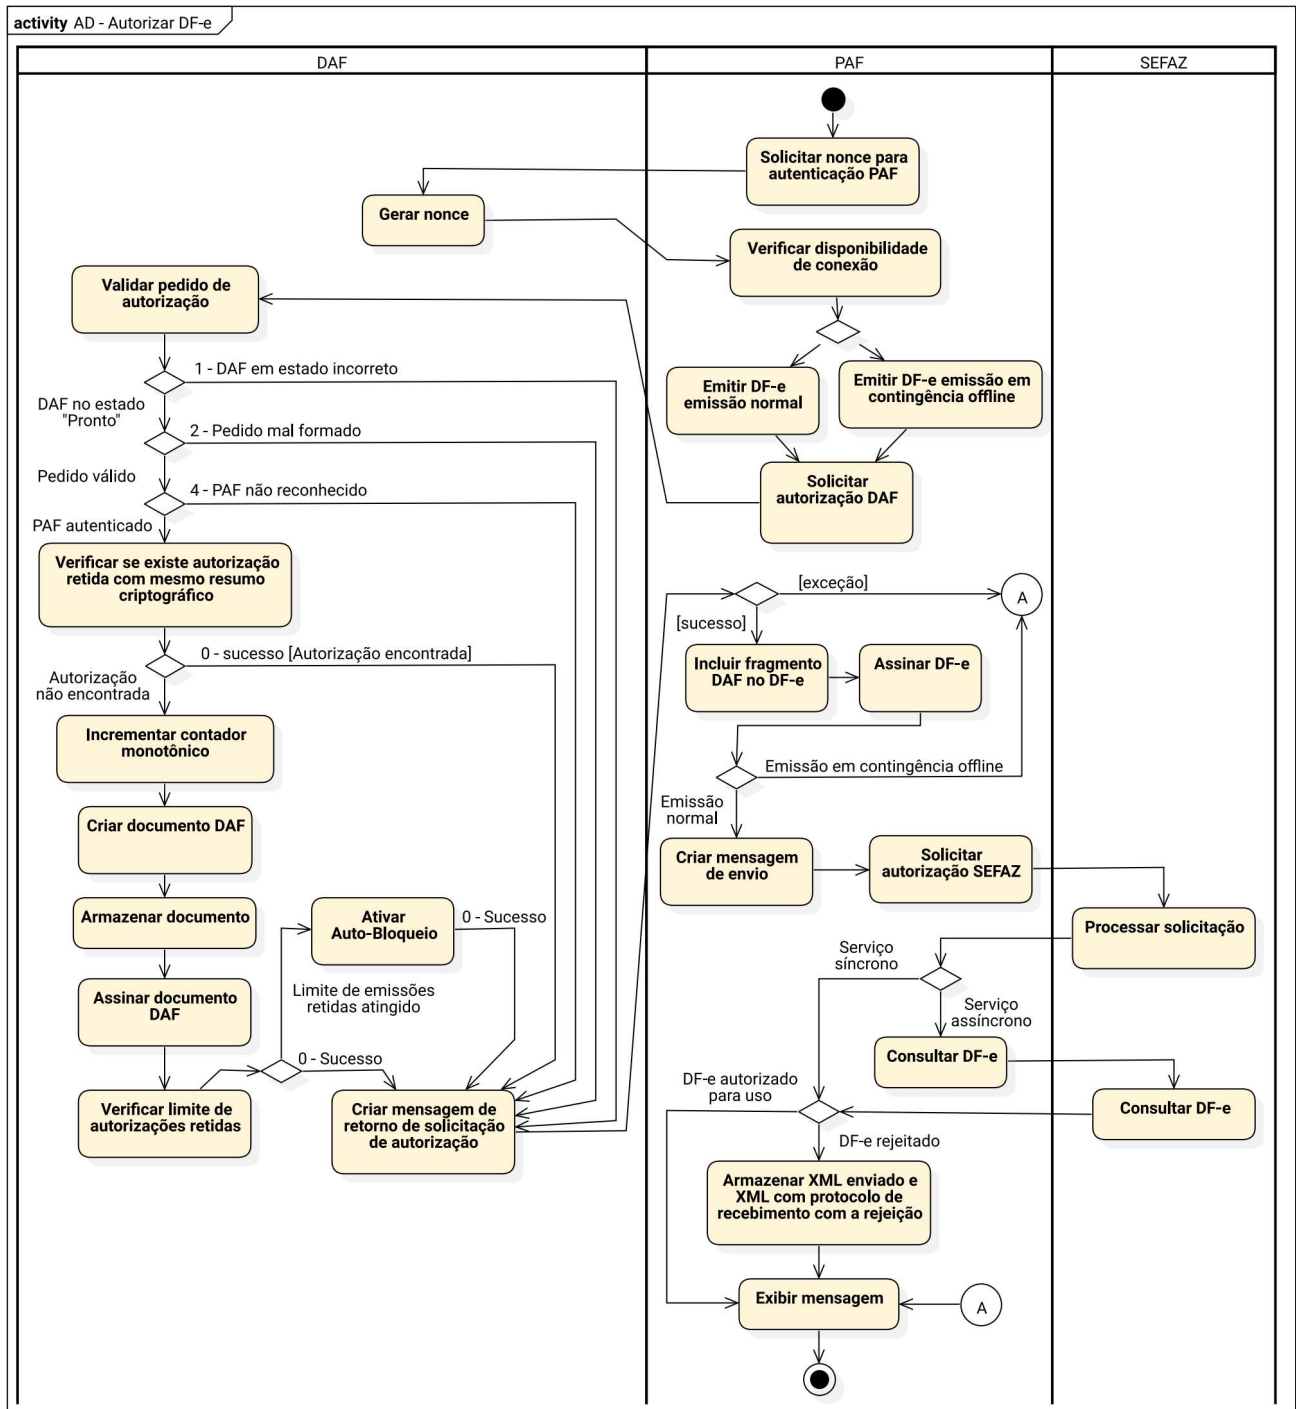 activity AD - Autorizar DF-e
DAF
PAF
SEFAZ
Solicitar nonce para
autenticação PAF
Gerar nonce
Verificar disponibilidade
de conexão
Validar pedido de
autorização
1 - DAF em estado incorreto
Emitir DF-e
emissão normal
Emitir DF-e emissão em
contingência offline
DAF no estado
"Pronto"
2 - Pedido mal formado
Pedido válido
4 - PAF não reconhecido
Solicitar
autorização DAF
PAF autenticado
Verificar se existe autorização
retida com mesmo resumo
criptográfico
[exceção]
A
[sucesso]
0 - sucesso [Autorização encontrada]
Autorização
não encontrada
Incluir fragmento
DAF no DF-e
Assinar DF-e
Incrementar contador
monotônico
Emissão em contingência offline
Emissão
normal
Criar documento DAF
Criar mensagem
de envio
Solicitar
autorização SEFAZ
Armazenar documento
Ativar
Auto-Bloqueio
0 - Sucesso
Processar solicitação
Serviço
síncrono
Assinar documento
DAF
Limite de emissões
retidas atingido
Serviço
assíncrono
0 - Sucesso
Consultar DF-e
DF-e autorizado
para uso
Verificar limite de
autorizações retidas
Criar mensagem de
retorno de solicitação
de autorização
Consultar DF-e
DF-e rejeitado
Armazenar XML enviado e
XML com protocolo de
recebimento com a rejeição
Exibir mensagem
A